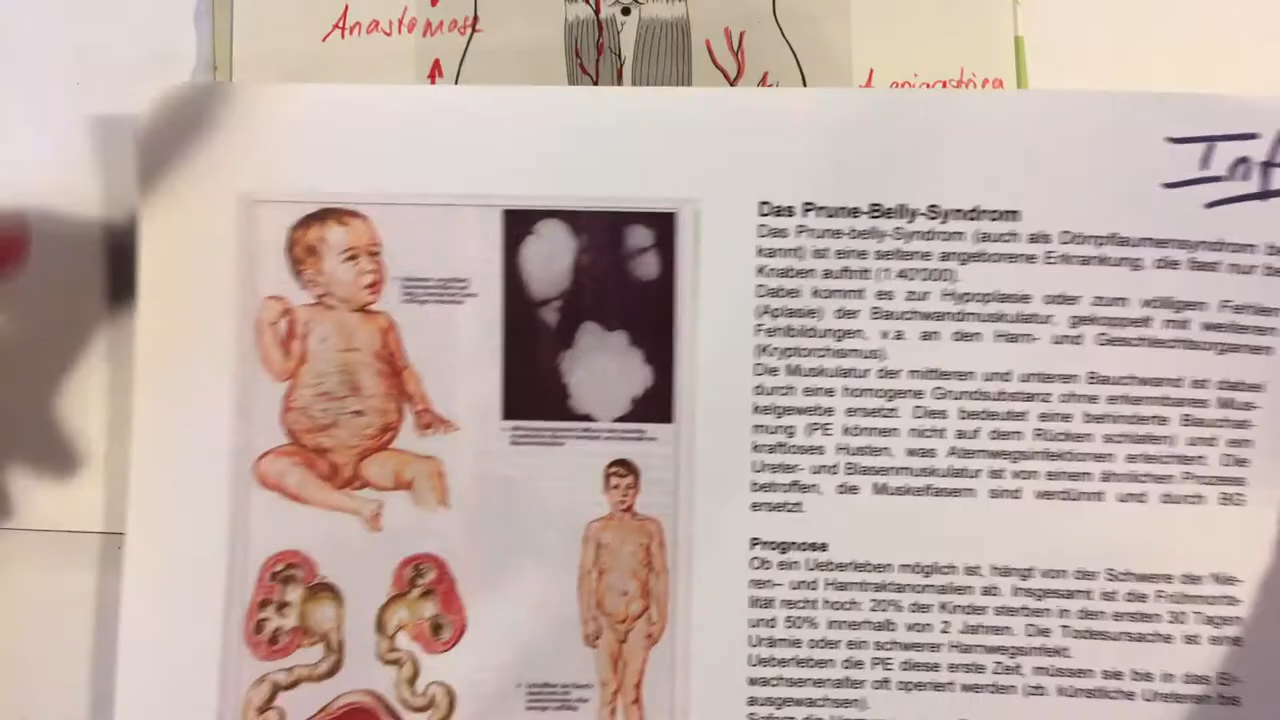 Anastomose
A. epigastrica
Inf
Das Prune-Belly-Syndrom
Das Prune-belly-Syndrom (auch als Dörrpflaumensyndrom b
kannt) ist eine seltene angeborene Erkrankung, die fast nur be
Knaben auftritt (1:40'000).
Dabei kommt es zur Hypoplasie oder zum völligen Fehlen
(Aplasie) der Bauchwandmuskulatur, gekoppelt mit weiteren
Fehlbildungen, v.a. an den Harn- und Geschlechtsorganen
(Kryptorchismus).
Die Muskulatur der mittleren und unteren Bauchwand ist dabei
durch eine homogene Grundsubstanz ohne erkennbares Mus-
kelgewebe ersetzt. Dies bedeutet eine behinderte Bauchat-
mung (PE können nicht auf dem Rücken schlafen) und ein
kraftloses Husten, was Atemwegsinfektionen erleichtert. Die
Ureter- und Blasenmuskulatur ist von einem ähnlichen Prozess
betroffen, die Muskelfasern sind verdünnt und durch BG
ersetzt.
Prognose
Ob ein Ueberleben möglich ist, hängt von der Schwere der Nie-
ren- und Harntraktanomalien ab. Insgesamt ist die Frühmorta-
lität recht hoch: 20% der Kinder sterben in den ersten 30 Tagen
und 50% innerhalb von 2 Jahren. Die Todesursache ist eine
Urämie oder ein schwerer Harnwegsinfekt.
Ueberleben die PE diese erste Zeit, müssen sie bis in das Er-
wachsenenalter oft operiert werden (zb. künstliche Ureteren bis
ausgewachsen).